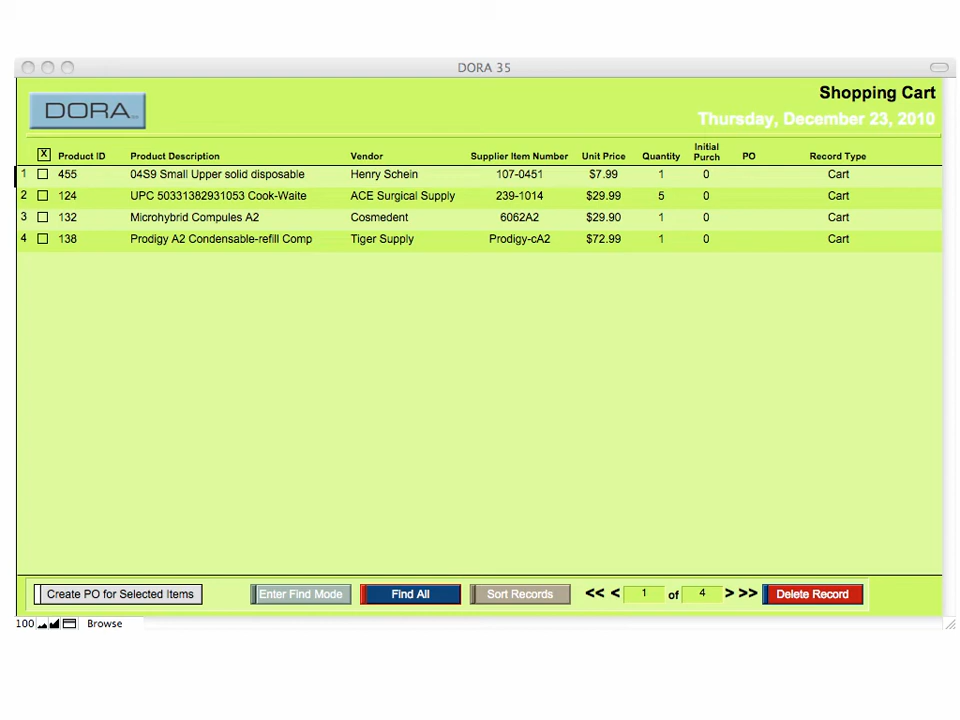 DORA 35
Shopping Cart
DORA
Thursday, December 23, 2010
X Product ID Product Description Vendor Supplier Item Number Unit Price Quantity Initial Purch PO Record Type
1 455 04S9 Small Upper solid disposable Henry Schein 107-0451 $7.99 1 0 Cart
2 124 UPC 50331382931053 Cook-Waite ACE Surgical Supply 239-1014 $29.99 5 0 Cart
3 132 Microhybrid Compules A2 Cosmedent 6062A2 $29.90 1 0 Cart
4 138 Prodigy A2 Condensable-refill Comp Tiger Supply Prodigy-cA2 $72.99 1 0 Cart
Create PO for Selected Items Enter Find Mode Find All Sort Records << < 1 of 4 > >> Delete Record
100 Browse